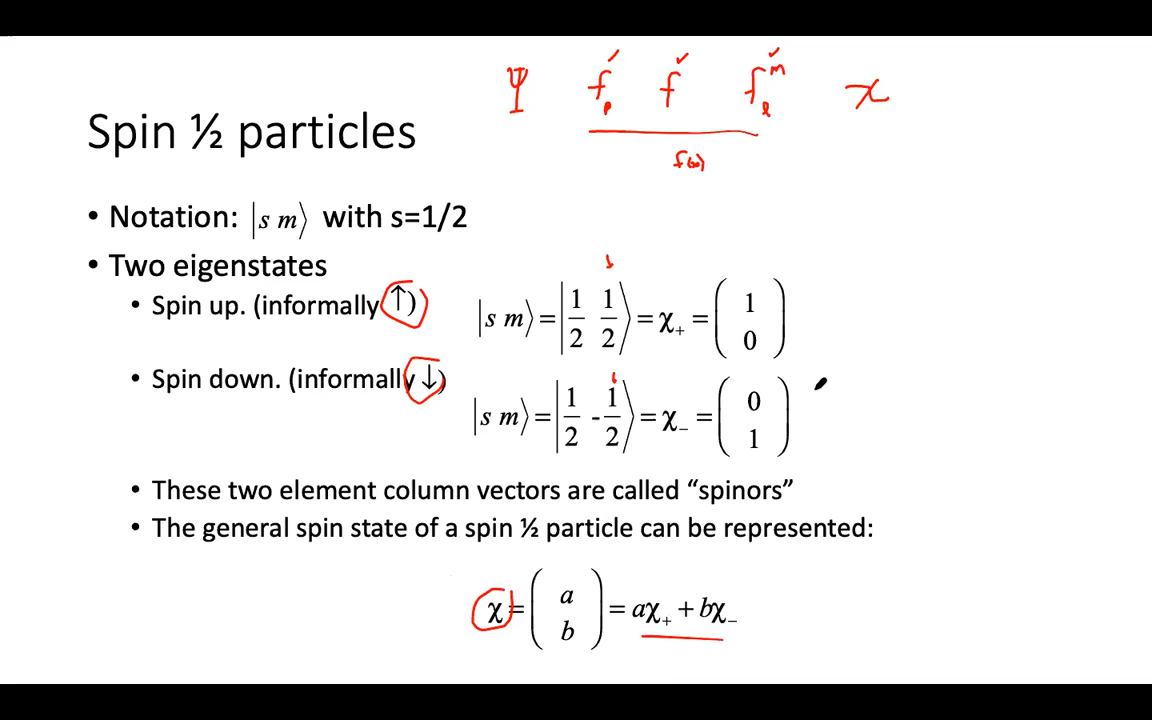 Ψ f_p f f_l^m χ
f(x)
Spin ½ particles
• Notation: |s m⟩ with s=1/2
• Two eigenstates
• Spin up. (informally ↑) |s m⟩ = |1/2 1/2⟩ = χ₊ = (1 0)
• Spin down. (informally ↓) |s m⟩ = |1/2 -1/2⟩ = χ₋ = (0 1)
• These two element column vectors are called “spinors”
• The general spin state of a spin ½ particle can be represented:
χ = (a b) = aχ₊ + bχ₋